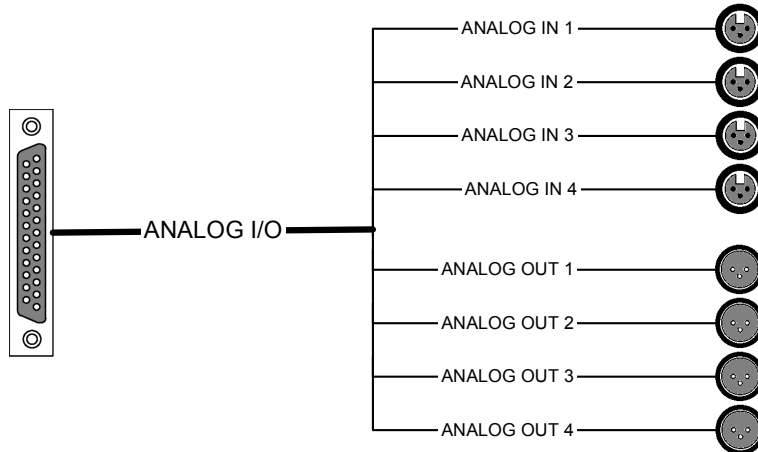 ANALOG IN 1
ANALOG IN 2
ANALOG IN 3
ANALOG IN 4
ANALOG I/O
ANALOG OUT 1
ANALOG OUT 2
ANALOG OUT 3
ANALOG OUT 4